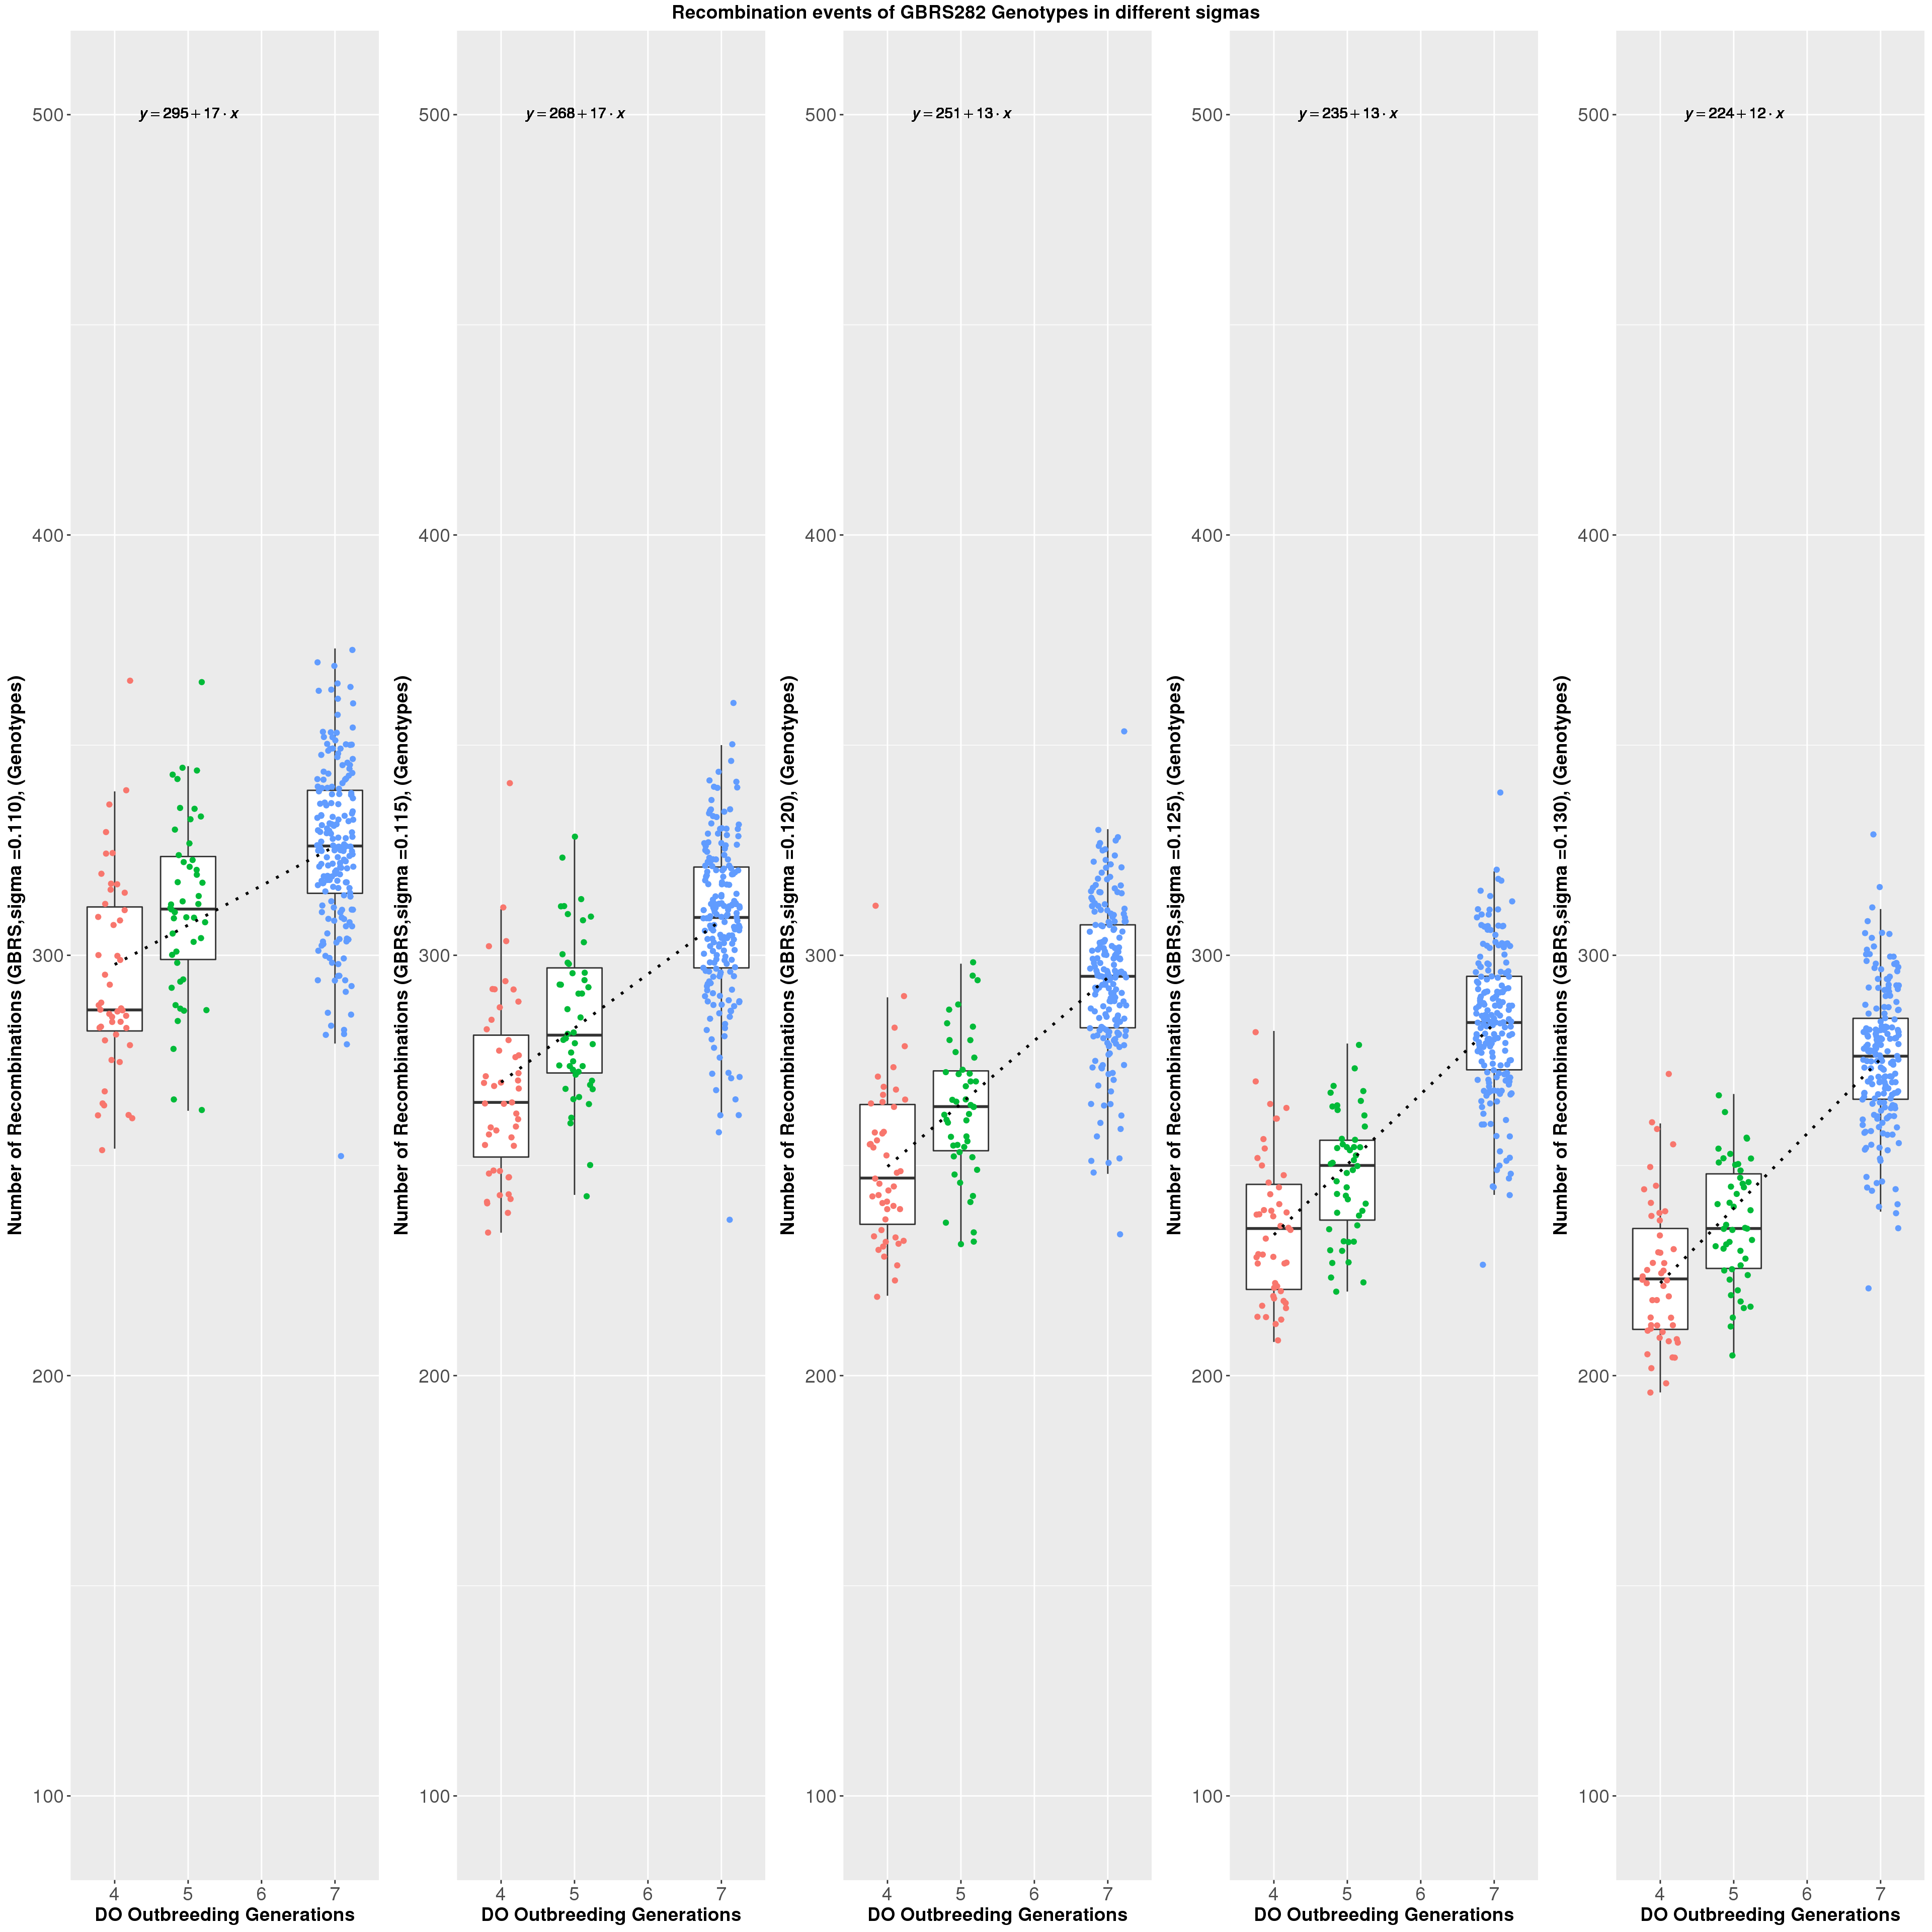 Recombination events of GBRS282 Genotypes in different sigmas
Number of Recombinations (GBRS,sigma =0.110), (Genotypes)
500
400
300
200
100
y = 295 + 17 · x
4 5 6 7
DO Outbreeding Generations
Number of Recombinations (GBRS,sigma =0.115), (Genotypes)
500
400
300
200
100
y = 268 + 17 · x
4 5 6 7
DO Outbreeding Generations
Number of Recombinations (GBRS,sigma =0.120), (Genotypes)
500
400
300
200
100
y = 251 + 13 · x
4 5 6 7
DO Outbreeding Generations
Number of Recombinations (GBRS,sigma =0.125), (Genotypes)
500
400
300
200
100
y = 235 + 13 · x
4 5 6 7
DO Outbreeding Generations
Number of Recombinations (GBRS,sigma =0.130), (Genotypes)
500
400
300
200
100
y = 224 + 12 · x
4 5 6 7
DO Outbreeding Generations